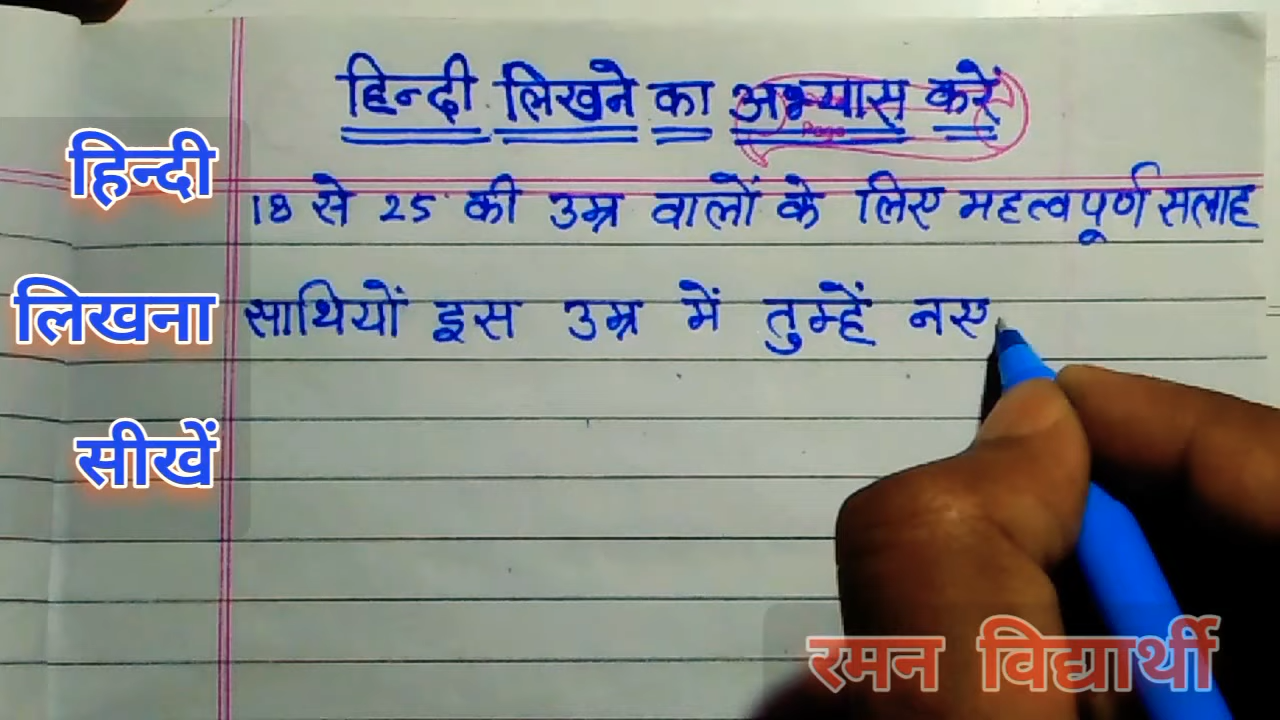 हिन्दी लिखने का अभ्यास करें
18 से 25 की उम्र वालों के लिए महत्वपूर्ण सलाह
साथियों इस उम्र में तुम्हें नए
हिन्दी
लिखना
सीखें
रमन विद्यार्थी